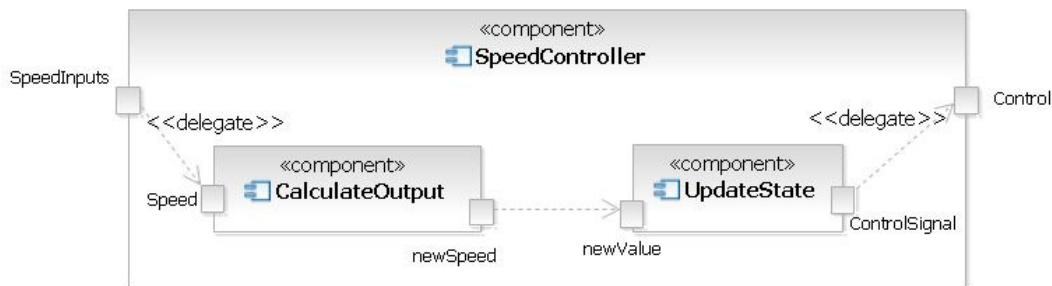 «component»
SpeedController
SpeedInputs
Control
<<delegate>>
<<delegate>>
«component»
CalculateOutput
«component»
UpdateState
Speed
ControlSignal
newSpeed
newValue